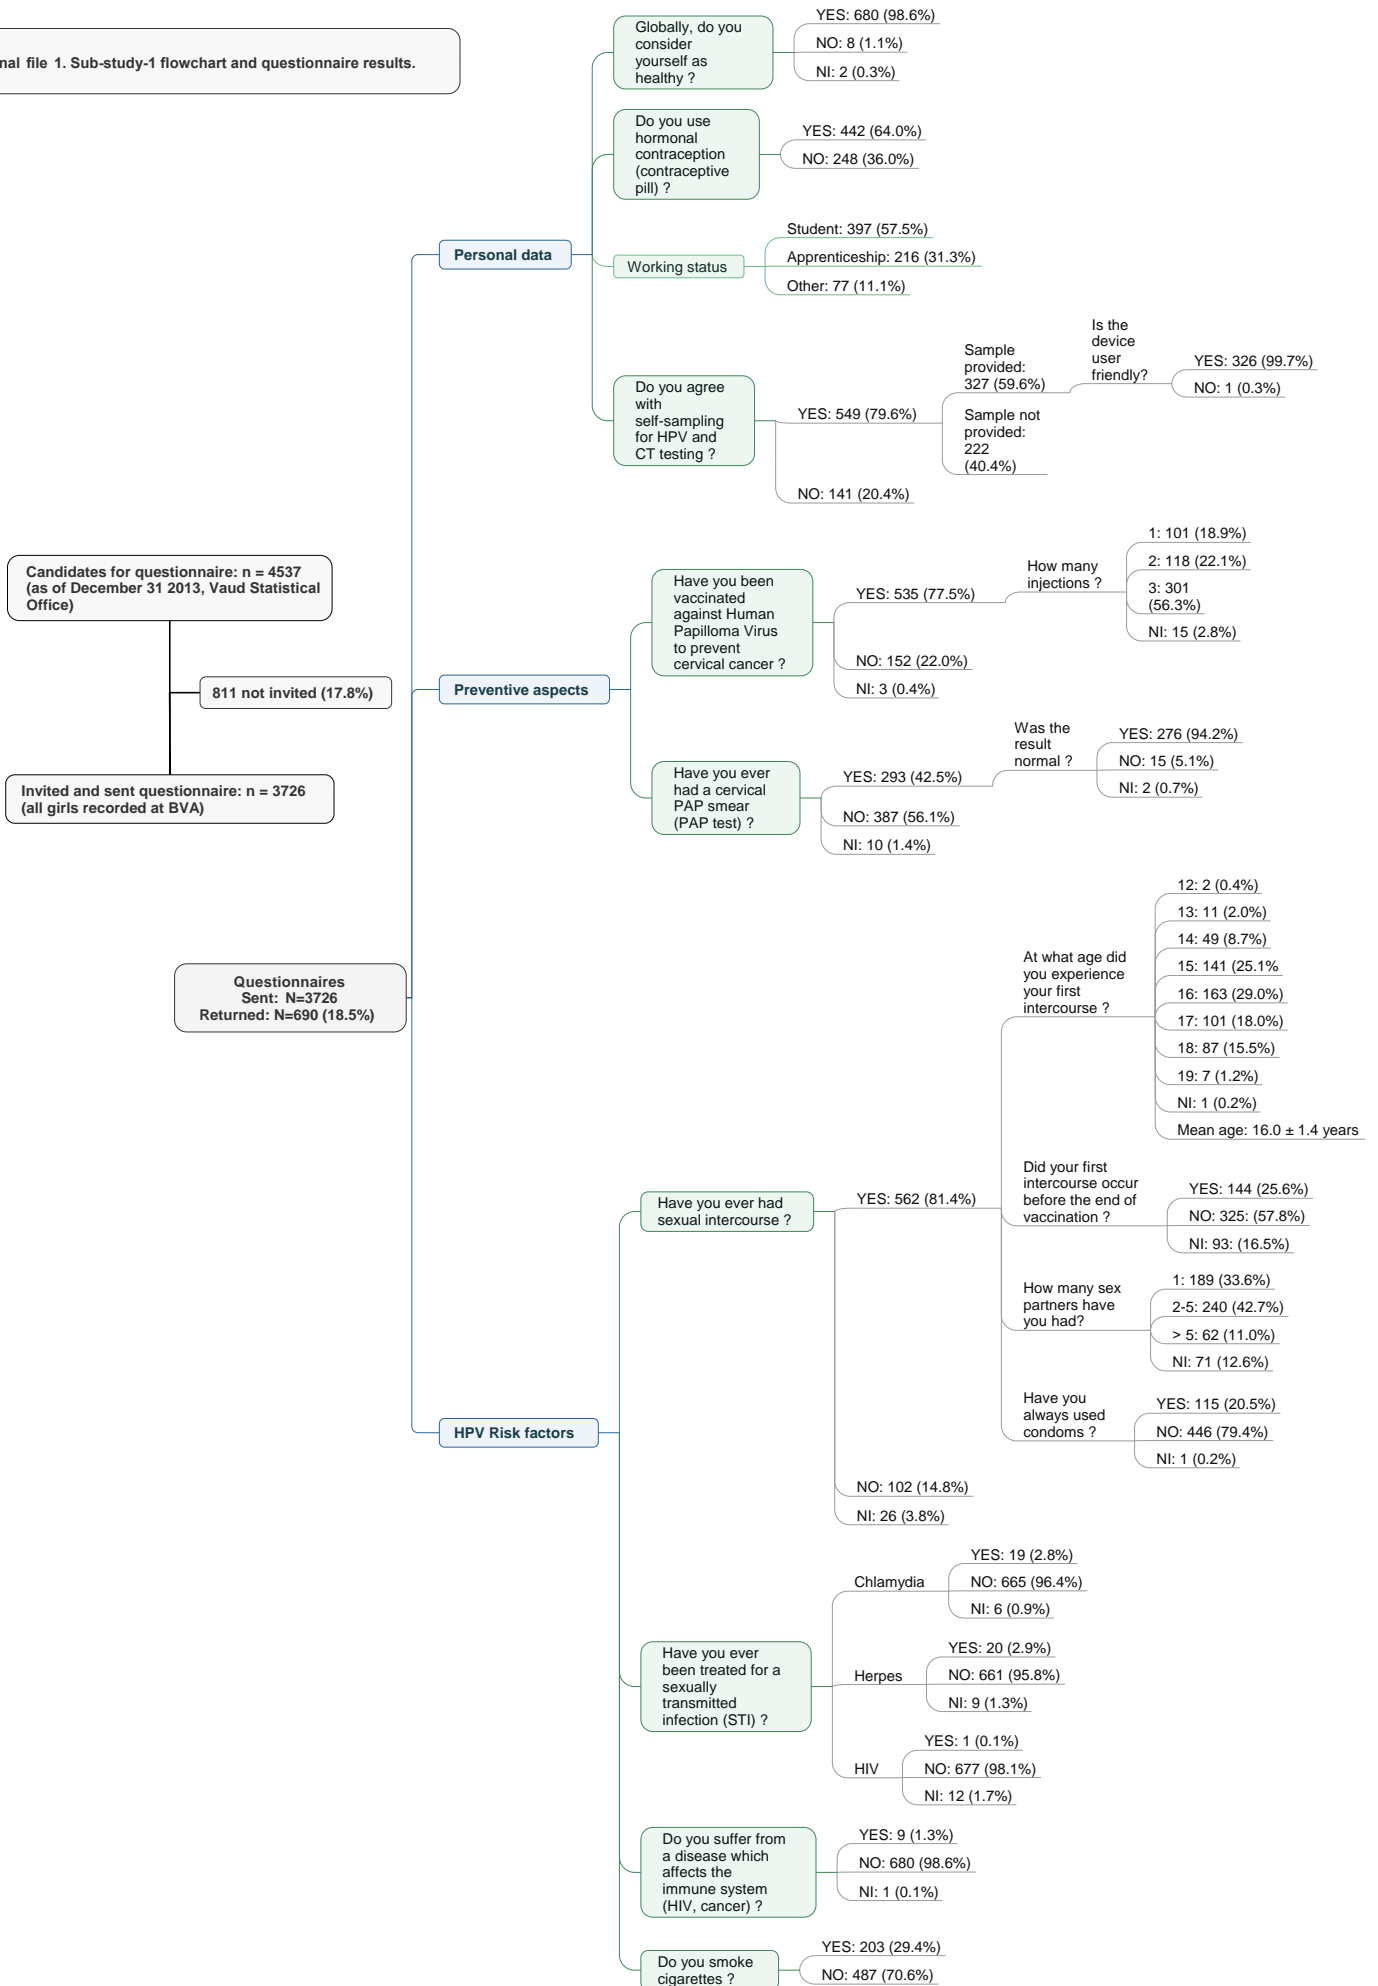 nal file 1. Sub-study-1 flowchart and questionnaire results.
Candidates for questionnaire: n = 4537
(as of December 31 2013, Vaud Statistical
Office)
811 not invited (17.8%)
Invited and sent questionnaire: n = 3726
(all girls recorded at BVA)
Questionnaires
Sent: N=3726
Returned: N=690 (18.5%)
Personal data
Globally, do you
consider
yourself as
healthy ?
YES: 680 (98.6%)
NO: 8 (1.1%)
NI: 2 (0.3%)
Do you use
hormonal
contraception
(contraceptive
pill) ?
YES: 442 (64.0%)
NO: 248 (36.0%)
Working status
Student: 397 (57.5%)
Apprenticeship: 216 (31.3%)
Other: 77 (11.1%)
Do you agree
with
self-sampling
for HPV and
CT testing ?
YES: 549 (79.6%)
Sample
provided:
327 (59.6%)
Is the
device
user
friendly?
YES: 326 (99.7%)
NO: 1 (0.3%)
Sample not
provided:
222
(40.4%)
NO: 141 (20.4%)
Preventive aspects
Have you been
vaccinated
against Human
Papilloma Virus
to prevent
cervical cancer ?
YES: 535 (77.5%)
How many
injections ?
1: 101 (18.9%)
2: 118 (22.1%)
3: 301
(56.3%)
NI: 15 (2.8%)
NO: 152 (22.0%)
NI: 3 (0.4%)
Have you ever
had a cervical
PAP smear
(PAP test) ?
YES: 293 (42.5%)
Was the
result
normal ?
YES: 276 (94.2%)
NO: 15 (5.1%)
NI: 2 (0.7%)
NO: 387 (56.1%)
NI: 10 (1.4%)
HPV Risk factors
Have you ever had
sexual intercourse ?
YES: 562 (81.4%)
At what age did
you experience
your first
intercourse ?
12: 2 (0.4%)
13: 11 (2.0%)
14: 49 (8.7%)
15: 141 (25.1%
16: 163 (29.0%)
17: 101 (18.0%)
18: 87 (15.5%)
19: 7 (1.2%)
NI: 1 (0.2%)
Mean age: 16.0 ± 1.4 years
Did your first
intercourse occur
before the end of
vaccination ?
YES: 144 (25.6%)
NO: 325: (57.8%)
NI: 93: (16.5%)
How many sex
partners have
you had?
1: 189 (33.6%)
2-5: 240 (42.7%)
> 5: 62 (11.0%)
NI: 71 (12.6%)
Have you
always used
condoms ?
YES: 115 (20.5%)
NO: 446 (79.4%)
NI: 1 (0.2%)
NO: 102 (14.8%)
NI: 26 (3.8%)
Have you ever
been treated for a
sexually
transmitted
infection (STI) ?
Chlamydia
YES: 19 (2.8%)
NO: 665 (96.4%)
NI: 6 (0.9%)
Herpes
YES: 20 (2.9%)
NO: 661 (95.8%)
NI: 9 (1.3%)
HIV
YES: 1 (0.1%)
NO: 677 (98.1%)
NI: 12 (1.7%)
Do you suffer from
a disease which
affects the
immune system
(HIV, cancer) ?
YES: 9 (1.3%)
NO: 680 (98.6%)
NI: 1 (0.1%)
Do you smoke
cigarettes ?
YES: 203 (29.4%)
NO: 487 (70.6%)